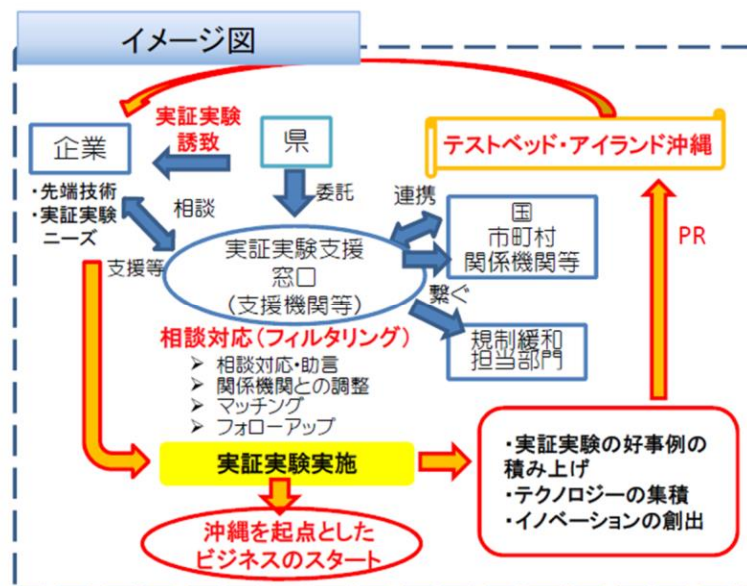 イメージ図
企業
・先端技術
・実証実験
ニーズ
実証実験
誘致
県
委託
相談
支援等
実証実験支援
窓口
(支援機関等)
連携
国
市町村
関係機関等
繋ぐ
規制緩和
担当部門
テストベッド・アイランド沖縄
PR
相談対応(フィルタリング)
➢ 相談対応・助言
➢ 関係機関との調整
➢ マッチング
➢ フォローアップ
実証実験実施
沖縄を起点とした
ビジネスのスタート
・実証実験の好事例の
積み上げ
・テクノロジーの集積
・イノベーションの創出